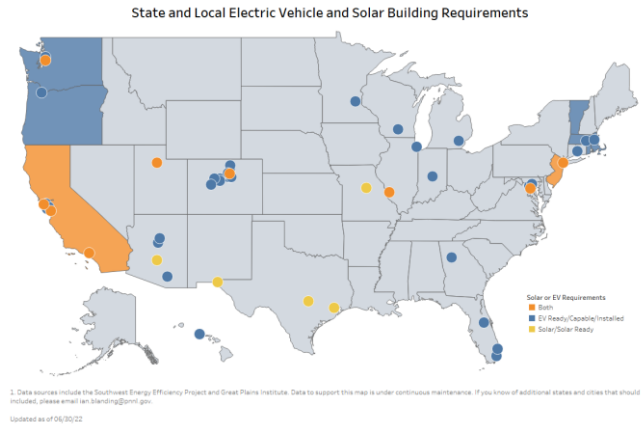 State and Local Electric Vehicle and Solar Building Requirements
Solar or EV Requirements
Both
EV Ready/Capable/Installed
Solar/Solar Ready
1. Data sources include the Southwest Energy Efficiency Project and Great Plains Institute. Data to support this map is under continuous maintenance. If you know of additional states and cities that should
included, please email ian.blending@pnnl.gov.
Updated as of 06/30/22